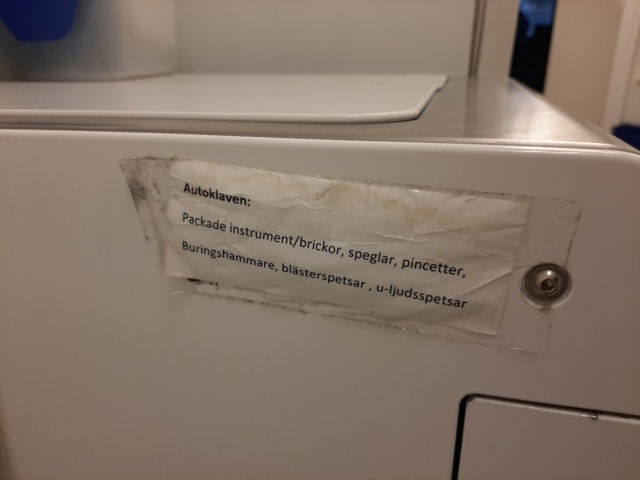 Autoklaven:
Packade instrument/brickor, speglar, pincetter,
Buringshammare, blästerspetsar , u-ljudsspetsar